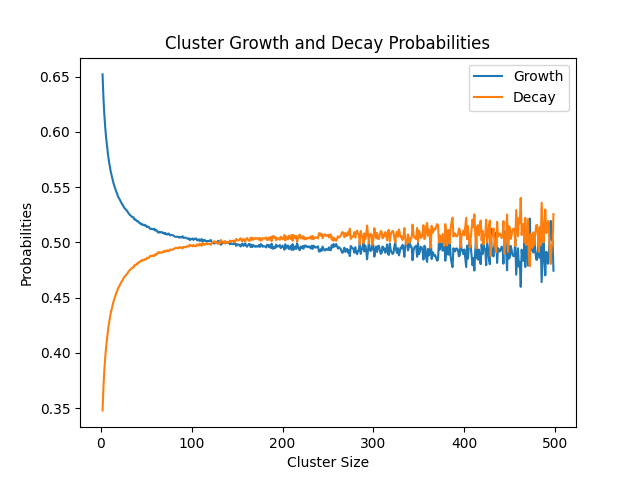 Cluster Growth and Decay Probabilities
Growth
Decay
Probabilities
0.65
0.60
0.55
0.50
0.45
0.40
0.35
0 100 200 300 400 500
Cluster Size